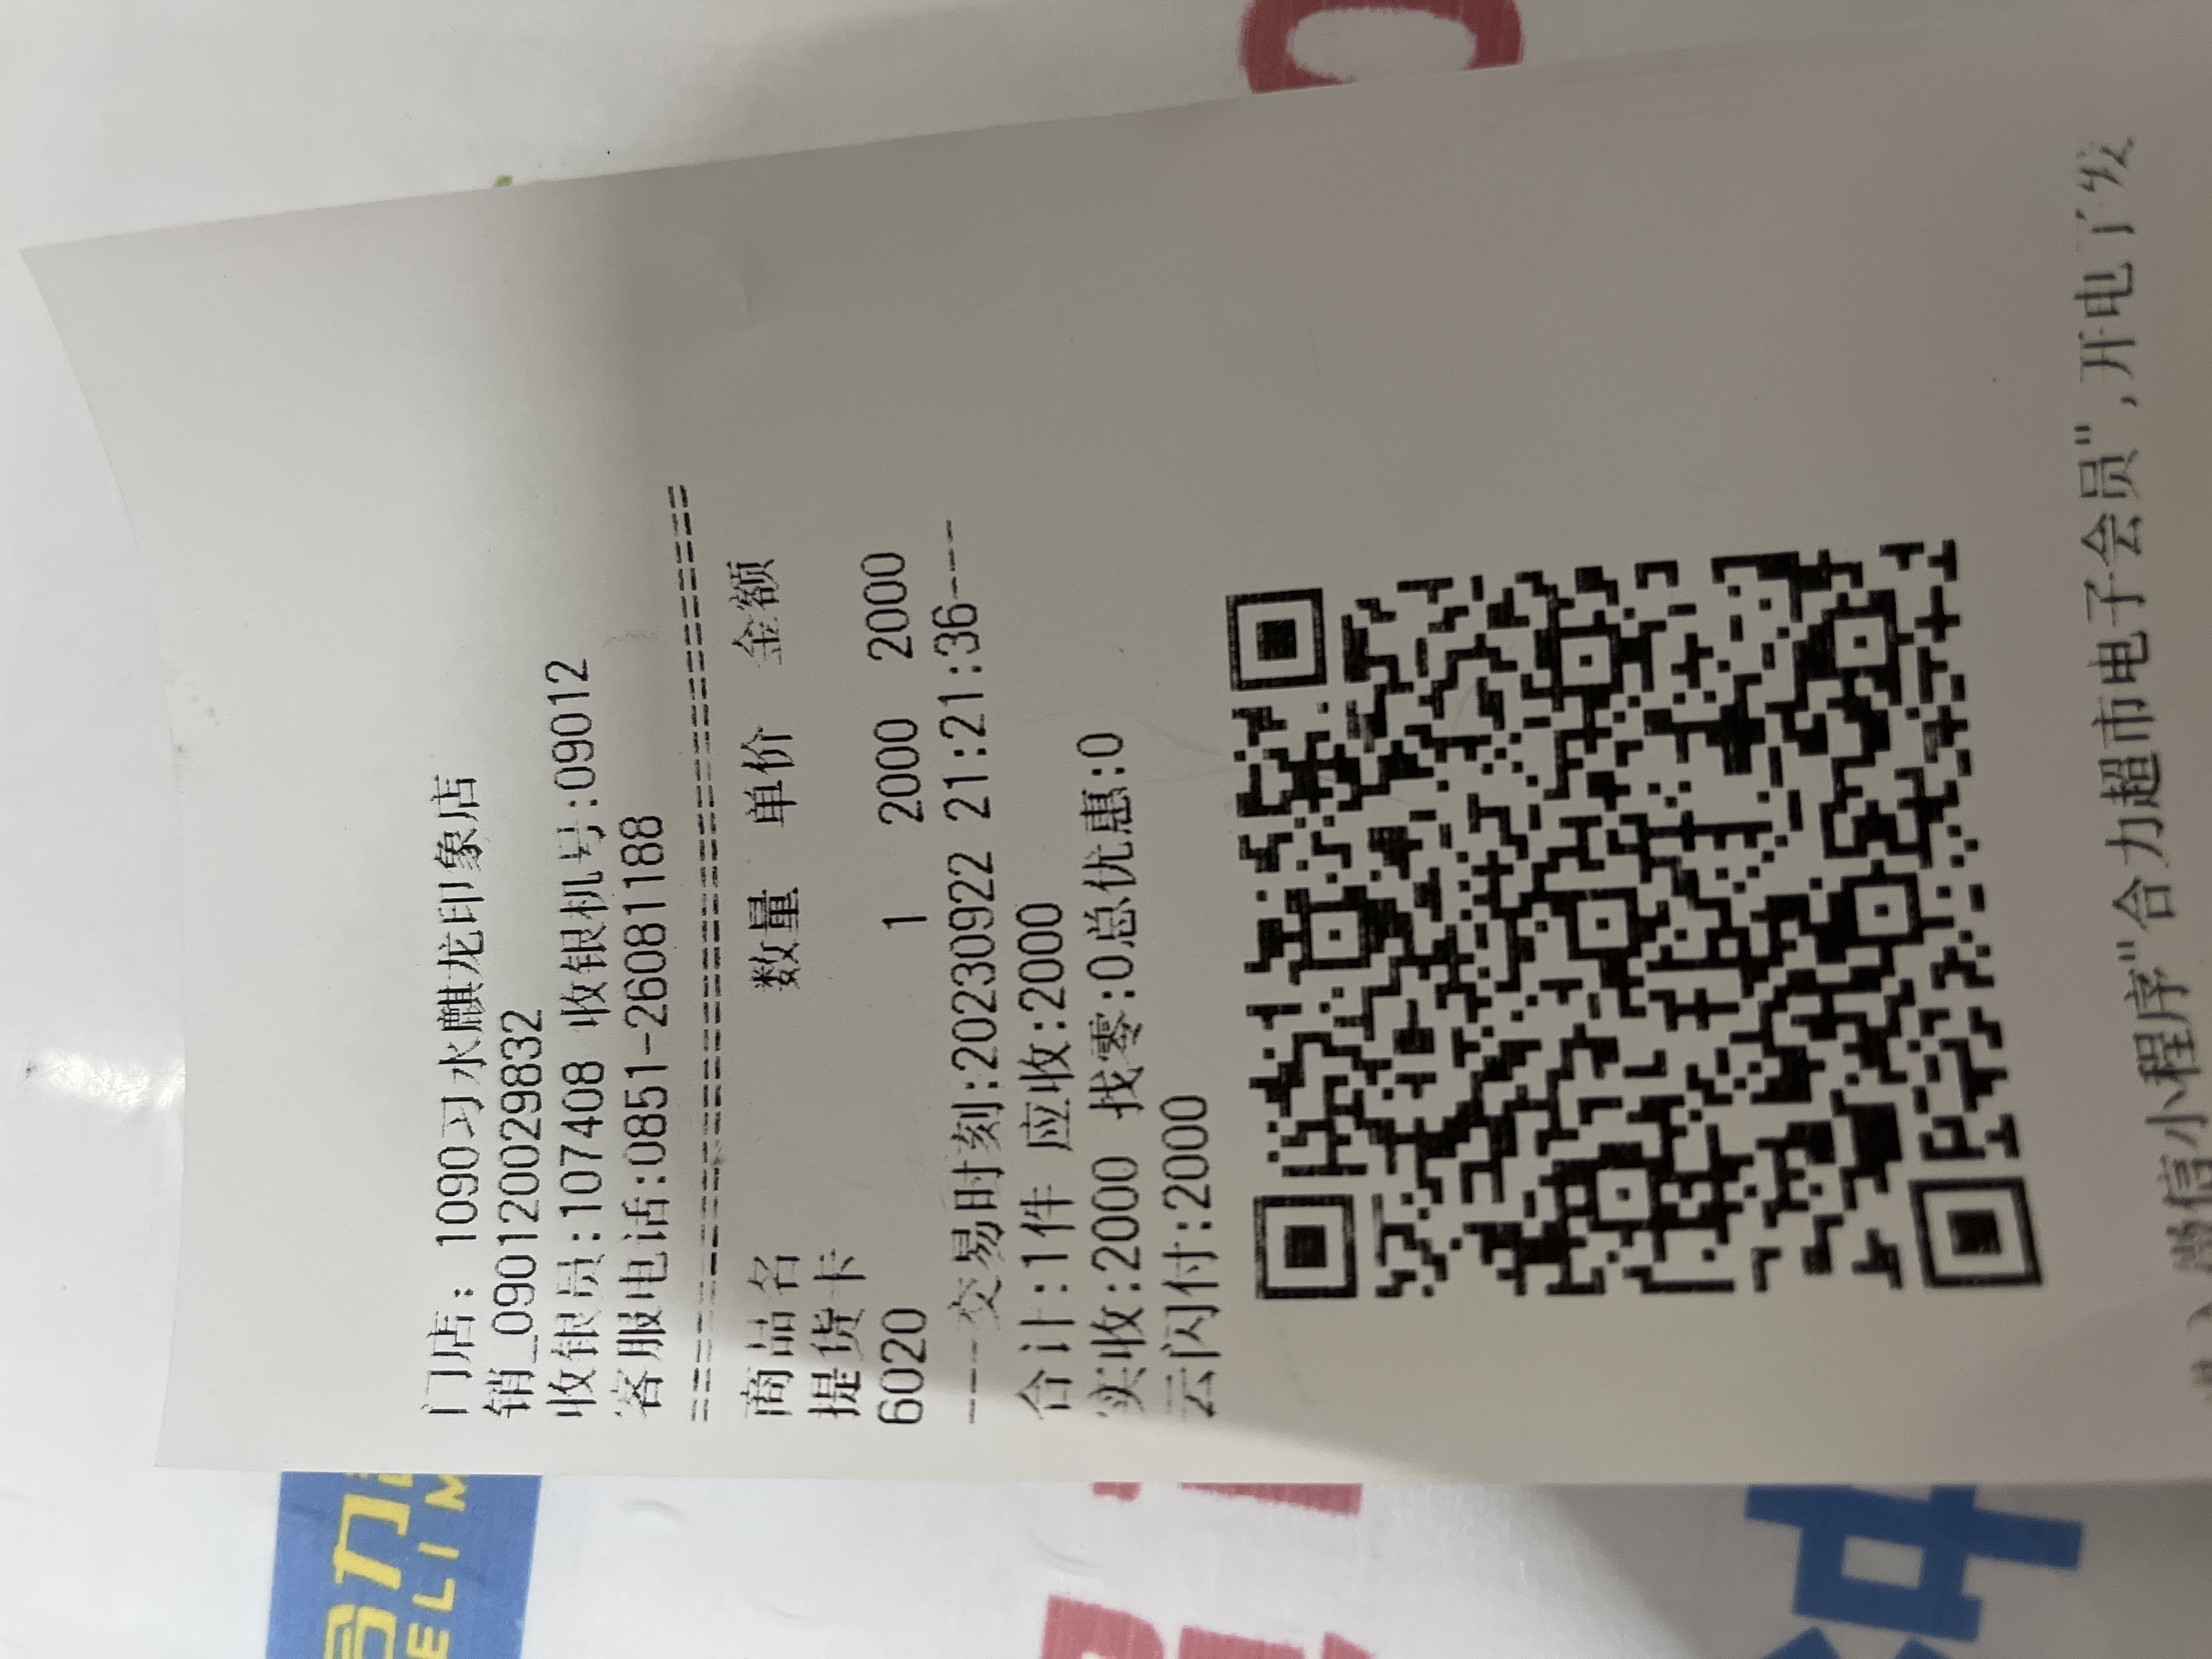 门店: 1090习水麒龙印象店
销_090120029832
收银员:107408 收银机号:09012
客服电话:0851-26081188
========================================
商品名 数量 单价 金额
提货卡
6020 1 2000 2000
----交易时刻:20230922 21:21:36----
合计:1件 应收:2000
实收:2000 找零:0总优惠:0
云闪付:2000
微信小程序"合力超市电子会员",开电子发